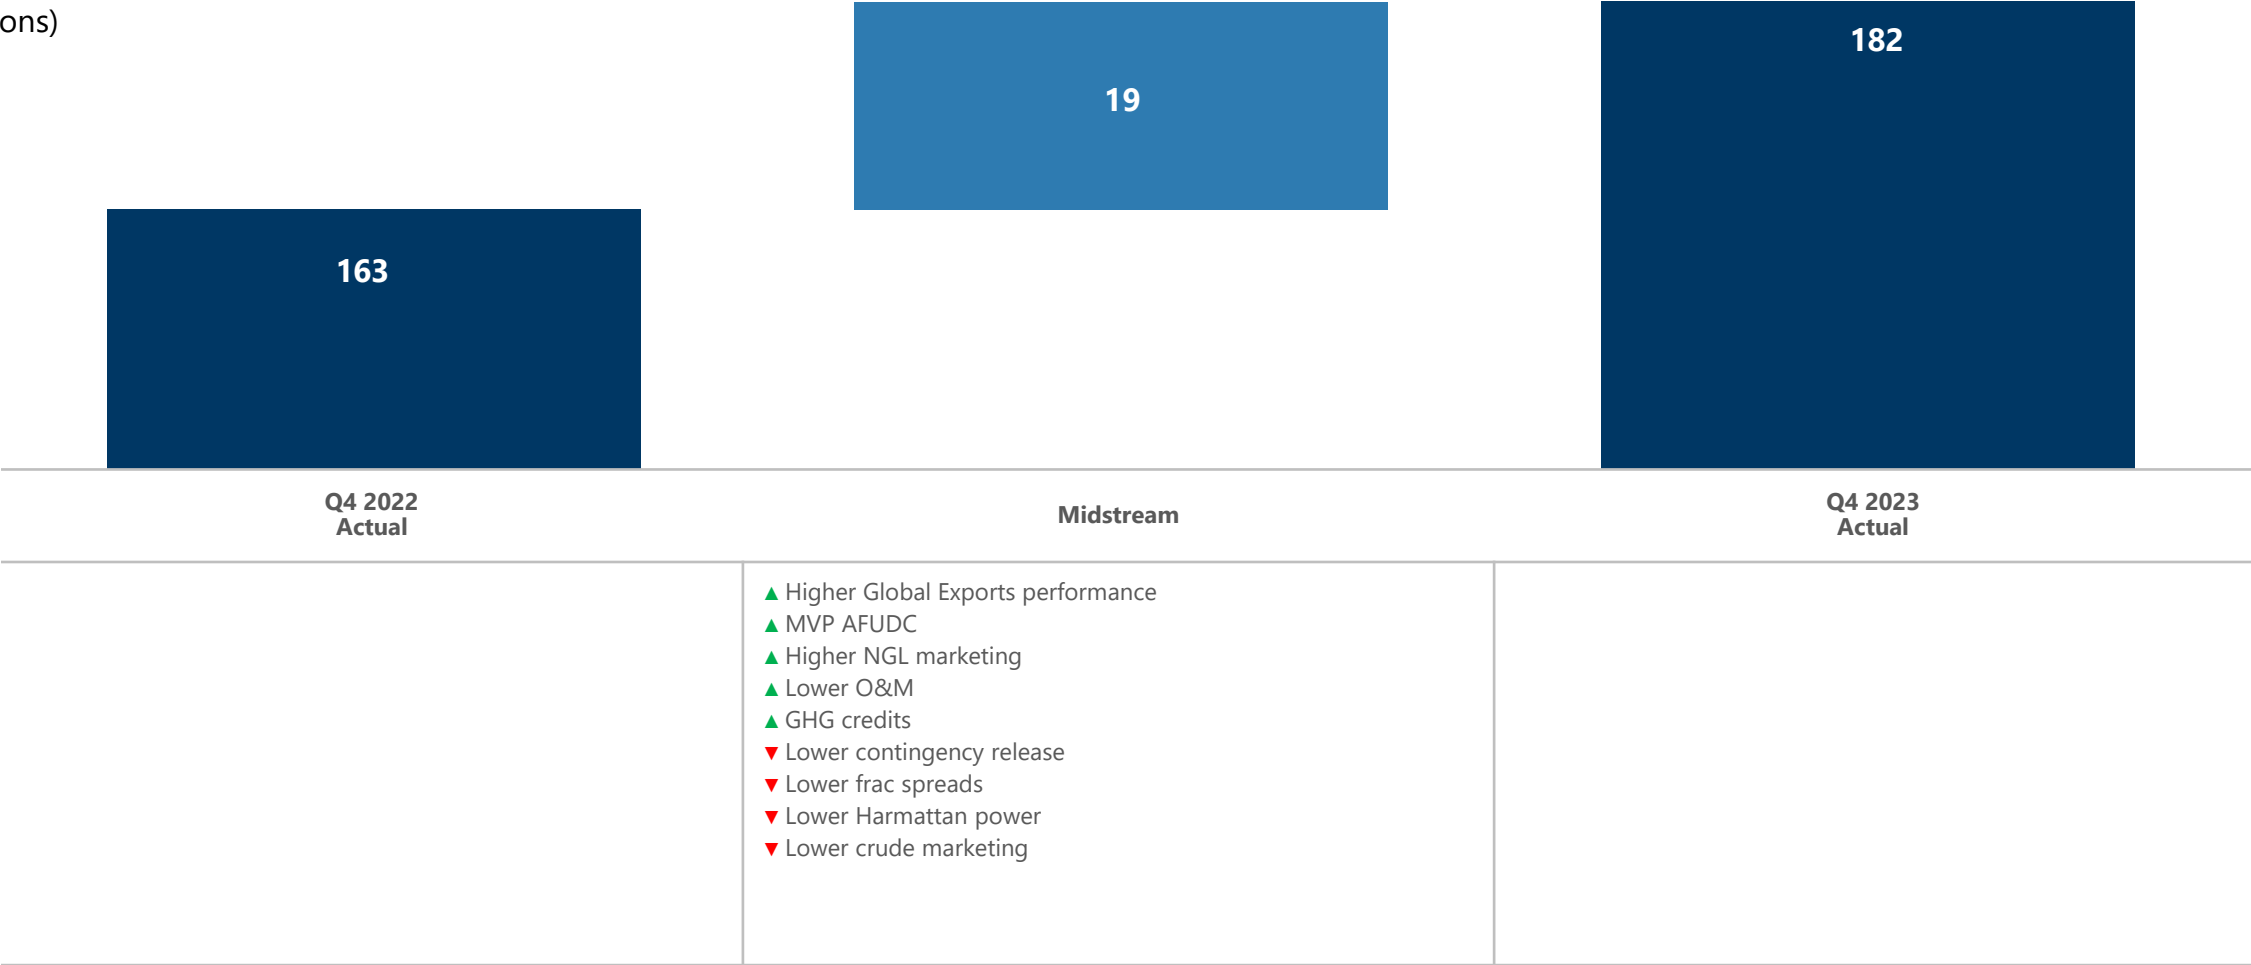 ons)
163
19
182
Q4 2022
Actual
Midstream
Q4 2023
Actual
▲ Higher Global Exports performance
▲ MVP AFUDC
▲ Higher NGL marketing
▲ Lower O&M
▲ GHG credits
▼ Lower contingency release
▼ Lower frac spreads
▼ Lower Harmattan power
▼ Lower crude marketing